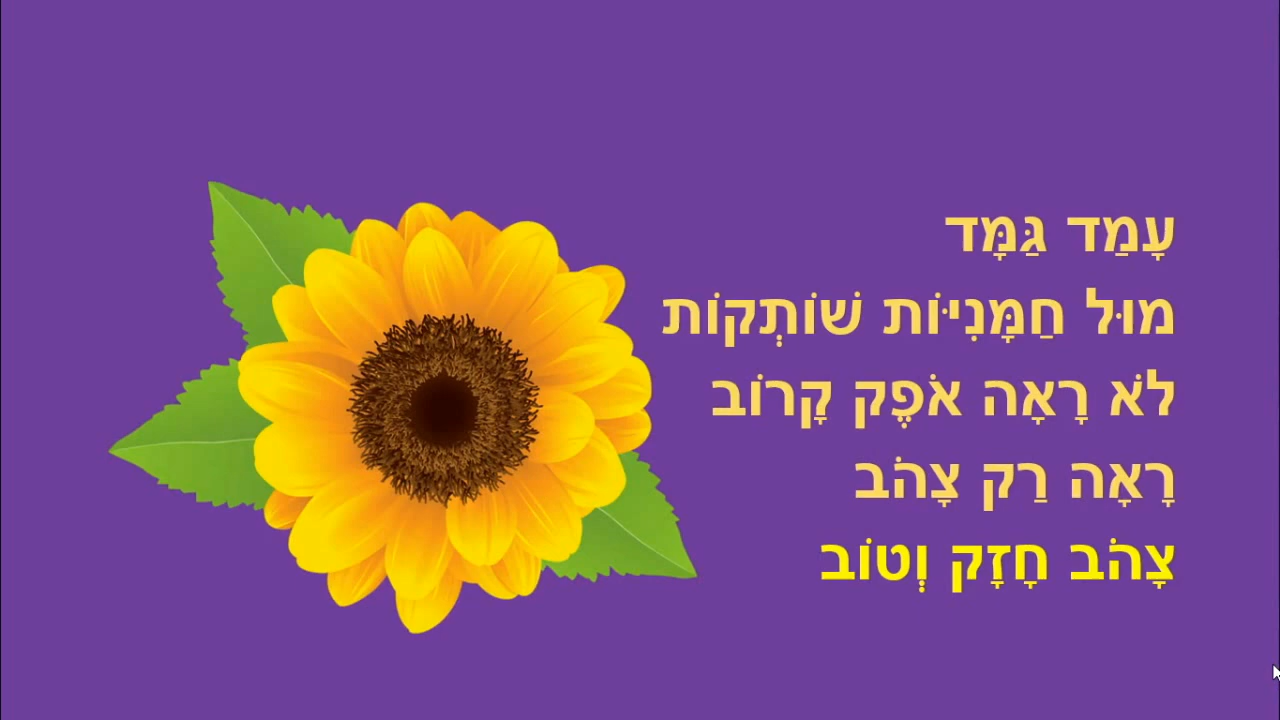 עָמַד גַּמָּד
מוּל חַמָּנִיּוֹת שׁוֹתְקוֹת
לֹא רָאָה אֹפֶק קָרוֹב
רָאָה רַק צָהֹב
צָהֹב חָזָק וְטוֹב